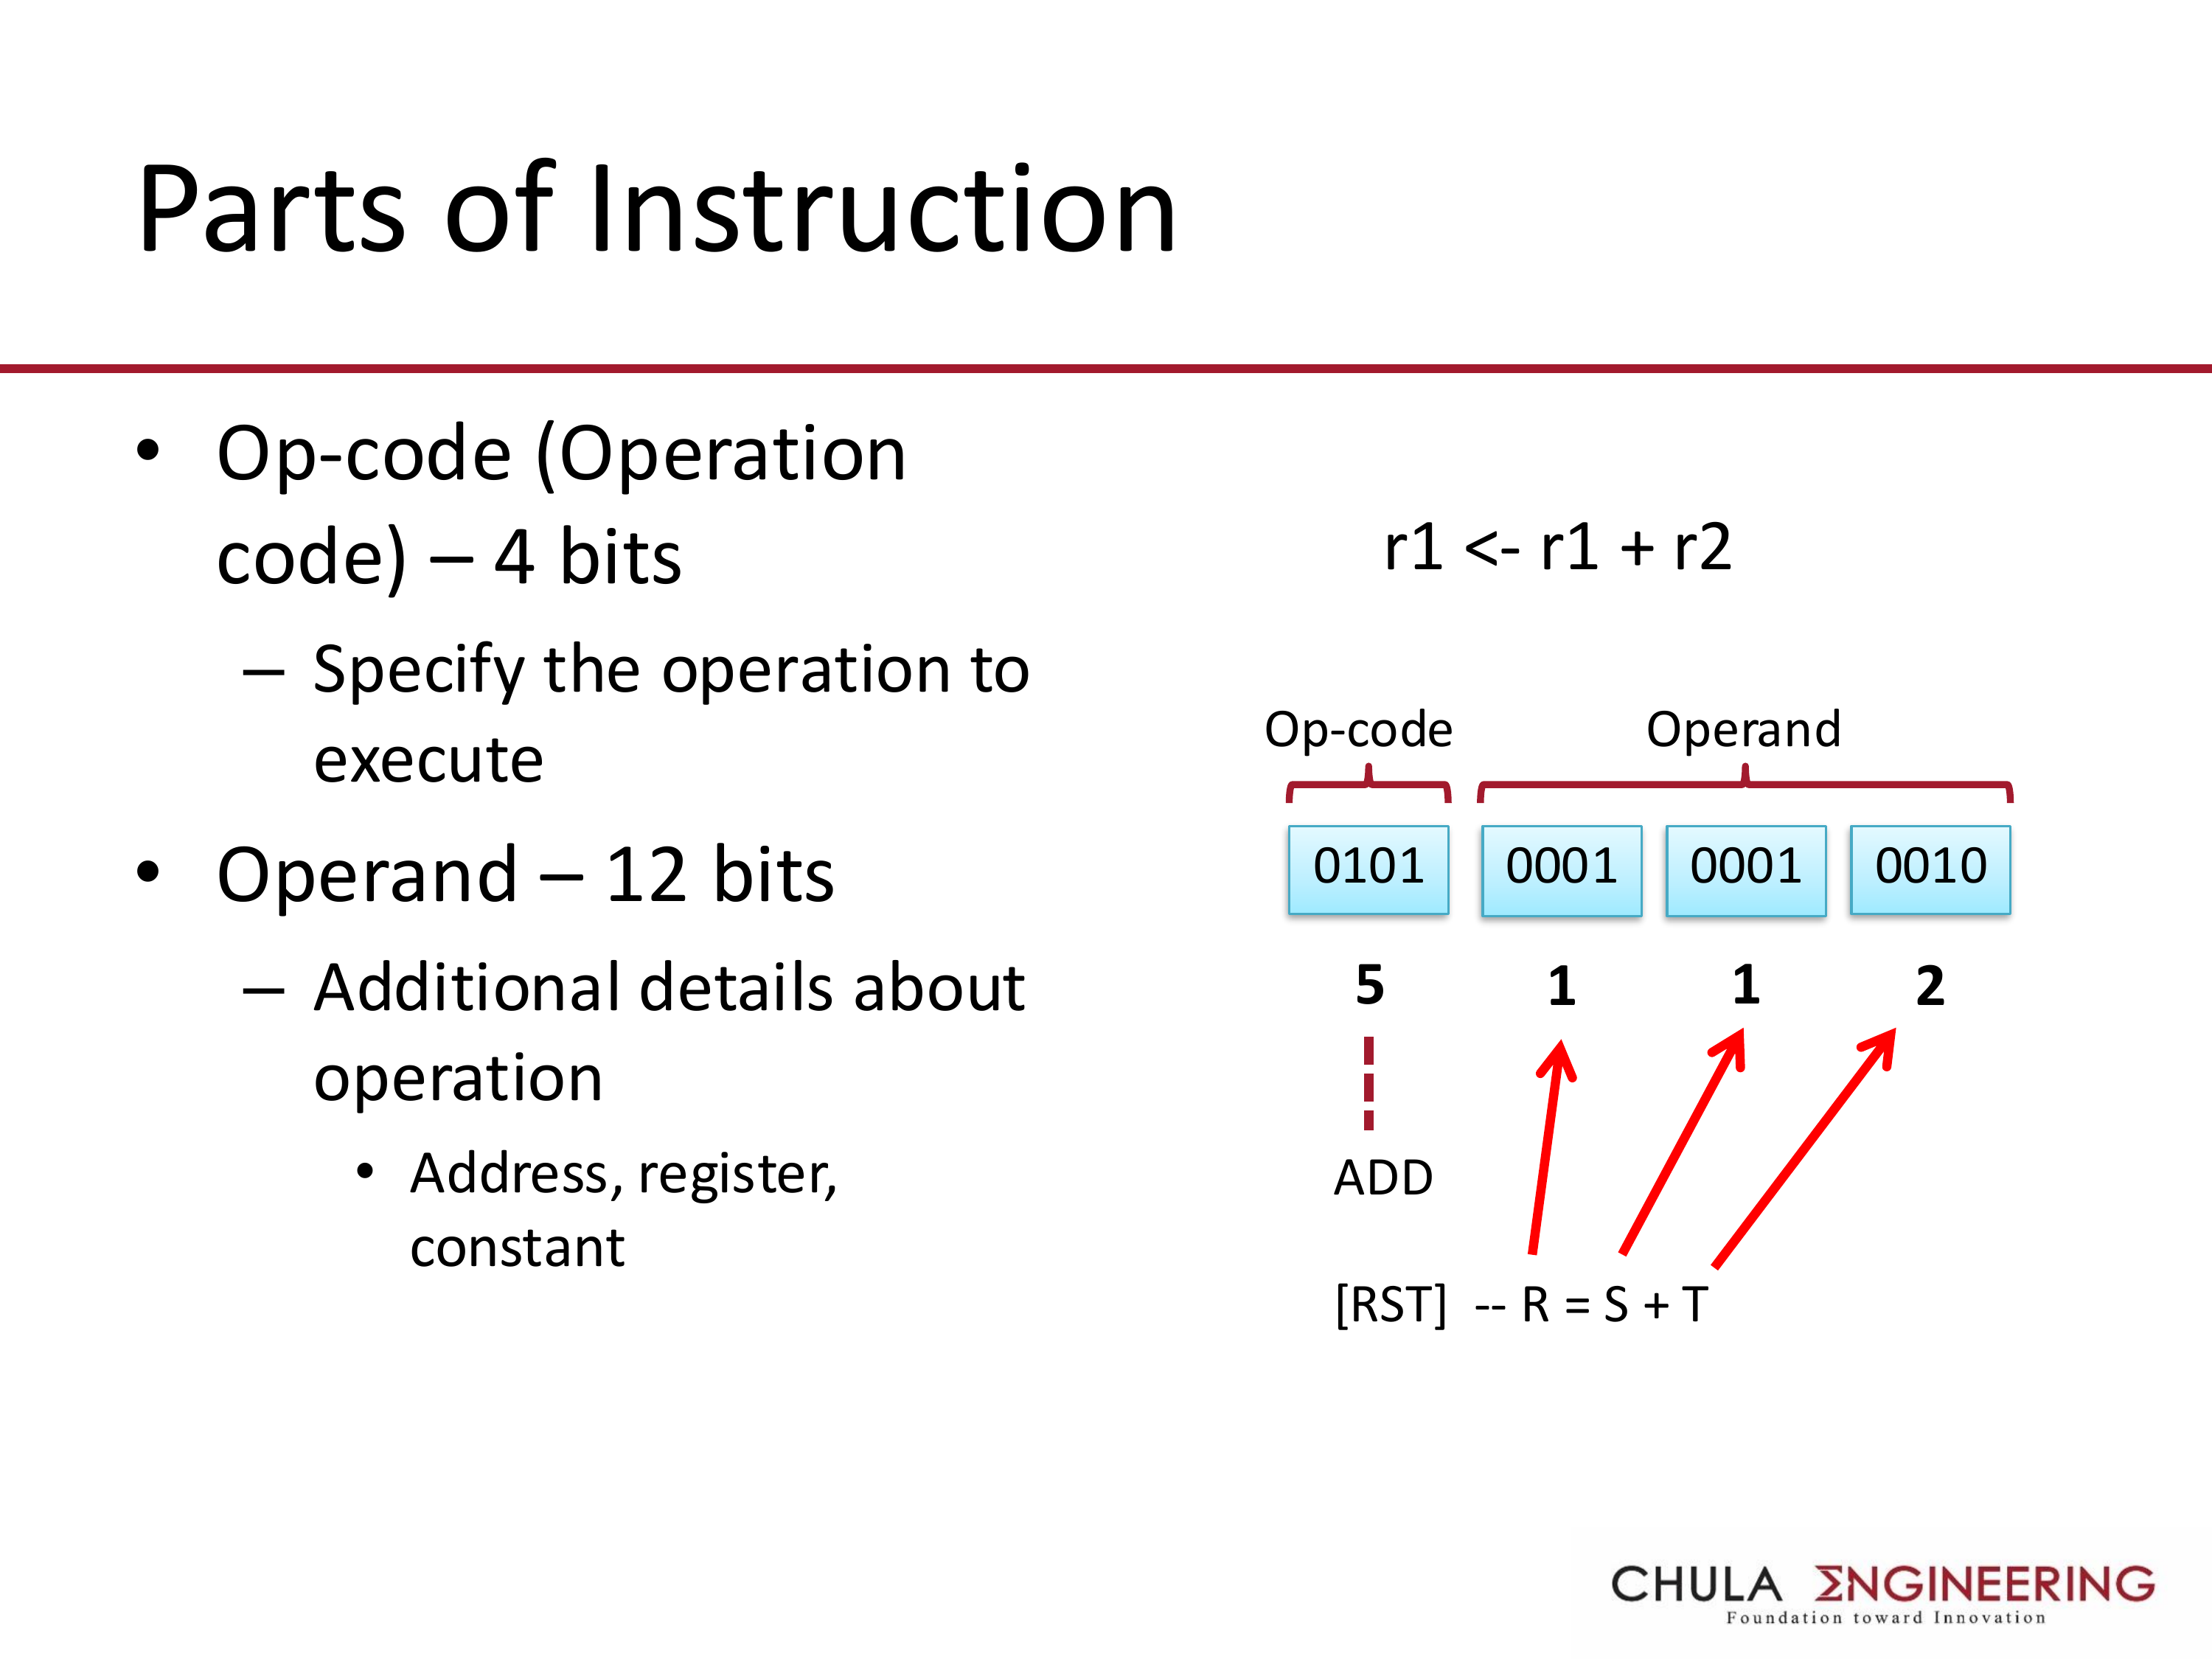 Parts of Instruction
• Op-code (Operation
code) – 4 bits
– Specify the operation to
execute
• Operand – 12 bits
– Additional details about
operation
• Address, register,
constant
r1 <- r1 + r2
Op-code Operand
0101 0001 0001 0010
5 1 1 2
ADD
[RST] -- R = S + T
CHULA ΣNGINEERING
Foundation toward Innovation